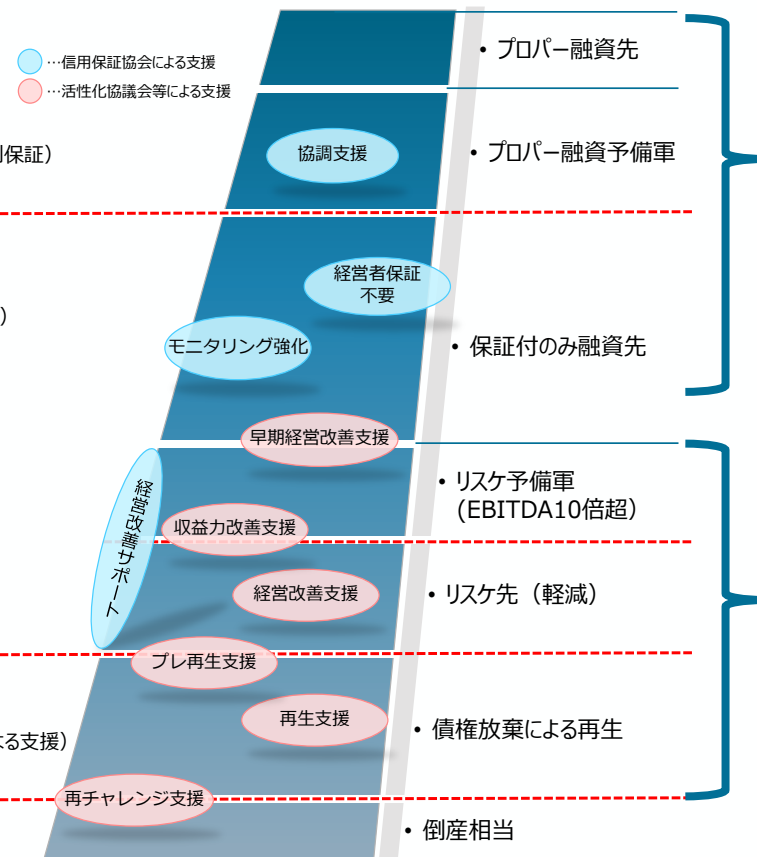 …信用保証協会による支援
…活性化協議会等による支援
• プロパー融資先
協調支援
• プロパー融資予備軍
保証）
経営者保証
不要
）
モニタリング強化
• 保証付のみ融資先
早期経営改善支援
• リスケ予備軍
(EBITDA10倍超）
経営改善サポート
収益力改善支援
経営改善支援
• リスケ先（軽減）
プレ再生支援
再生支援
• 債権放棄による再生
よる支援）
再チャレンジ支援
• 倒産相当